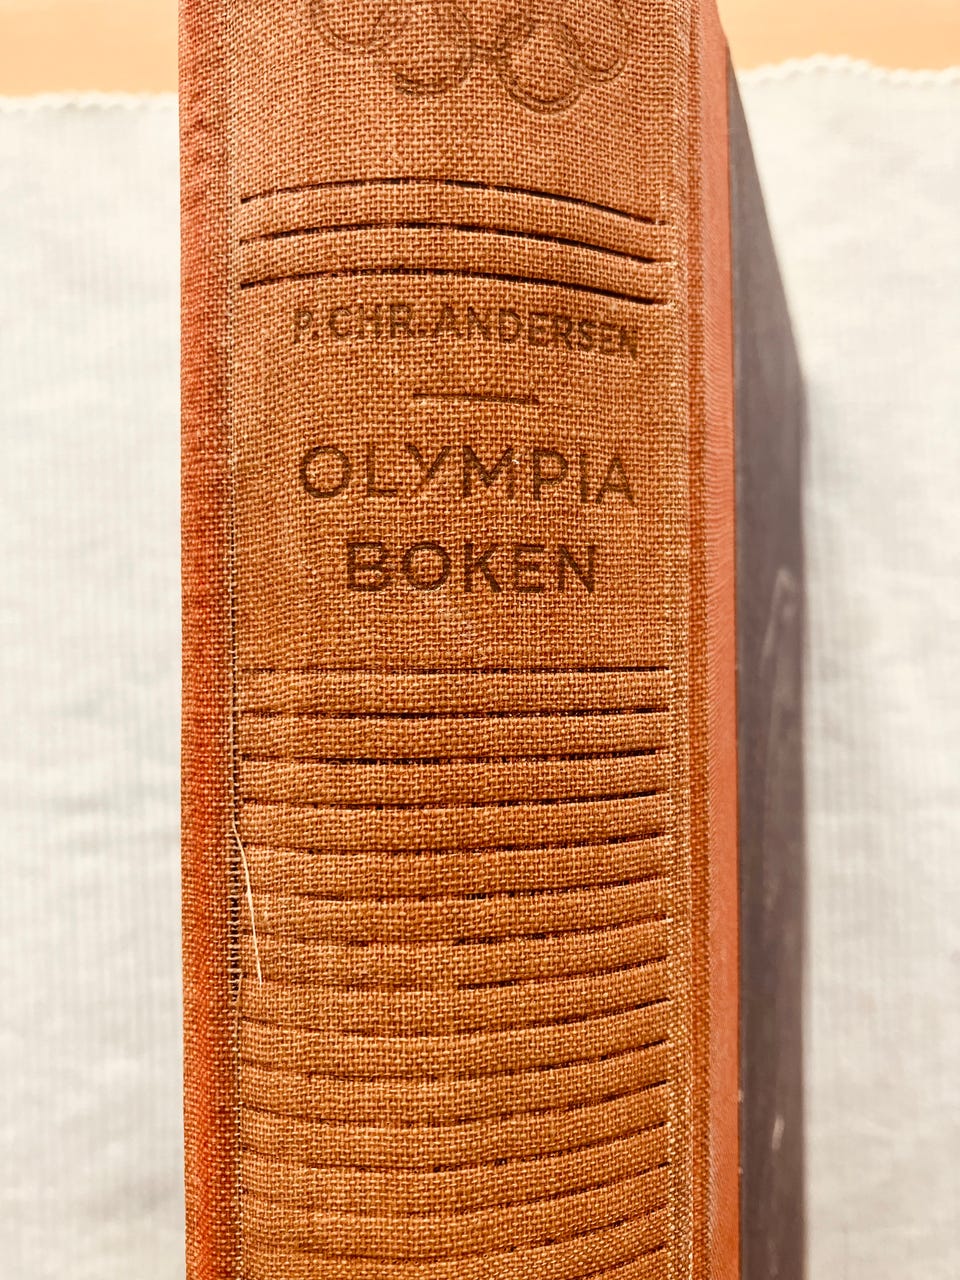 P. CHR. ANDERSEN
OLYMPIA
BOKEN